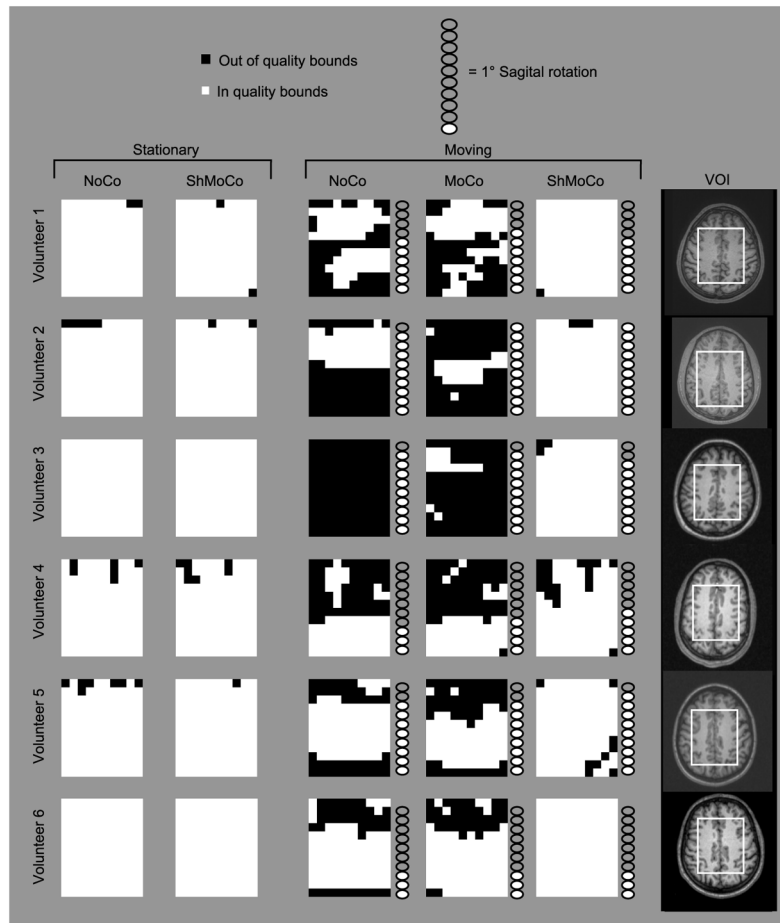 Out of quality bounds
In quality bounds
= 1° Sagital rotation
Stationary
Moving
NoCo
ShMoCo
NoCo
MoCo
ShMoCo
VOI
Volunteer 1
Volunteer 2
Volunteer 3
Volunteer 4
Volunteer 5
Volunteer 6